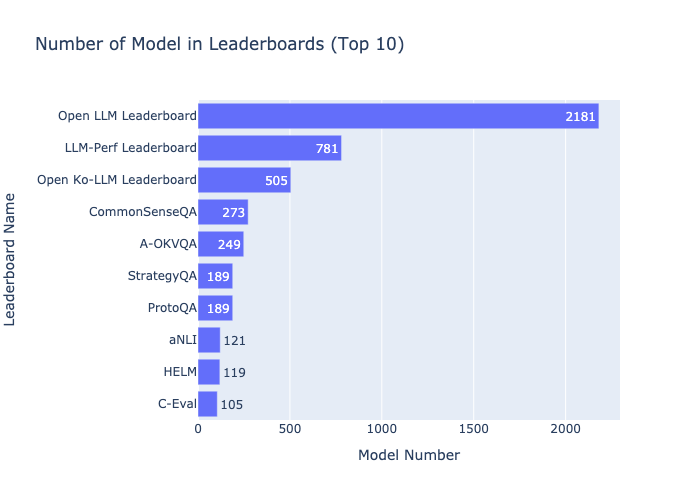 Number of Model in Leaderboards (Top 10)
Leaderboard Name
Open LLM Leaderboard 2181
LLM-Perf Leaderboard 781
Open Ko-LLM Leaderboard 505
CommonSenseQA 273
A-OKVQA 249
StrategyQA 189
ProtoQA 189
aNLI 121
HELM 119
C-Eval 105
0 500 1000 1500 2000
Model Number